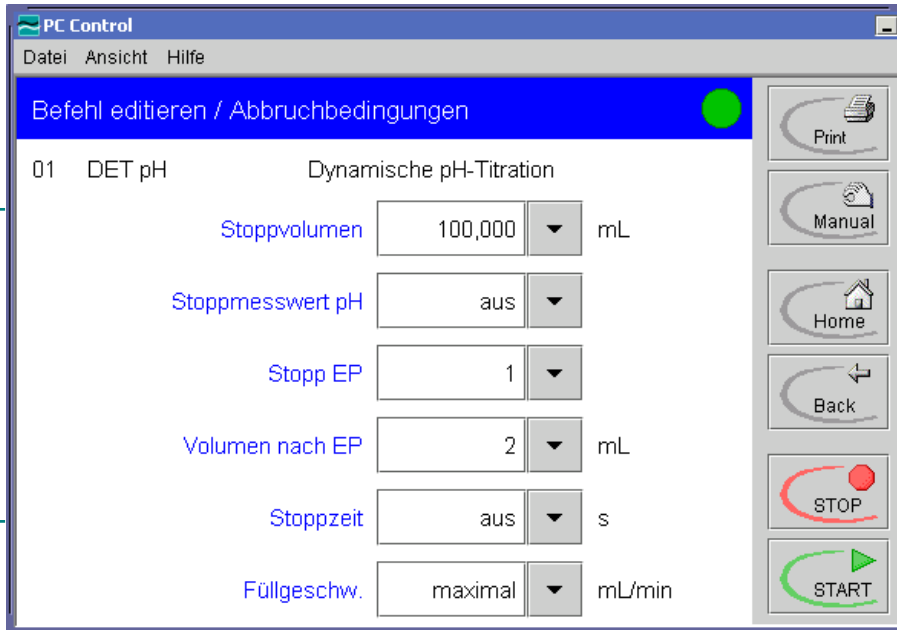 PC Control
Datei Ansicht Hilfe
Befehl editieren / Abbruchbedingungen
01 DET pH Dynamische pH-Titration
Stoppvolumen 100,000 mL
Stoppmesswert pH aus
Stopp EP 1
Volumen nach EP 2 mL
Stoppzeit aus s
Füllgeschw. maximal mL/min
Print
Manual
Home
Back
STOP
START